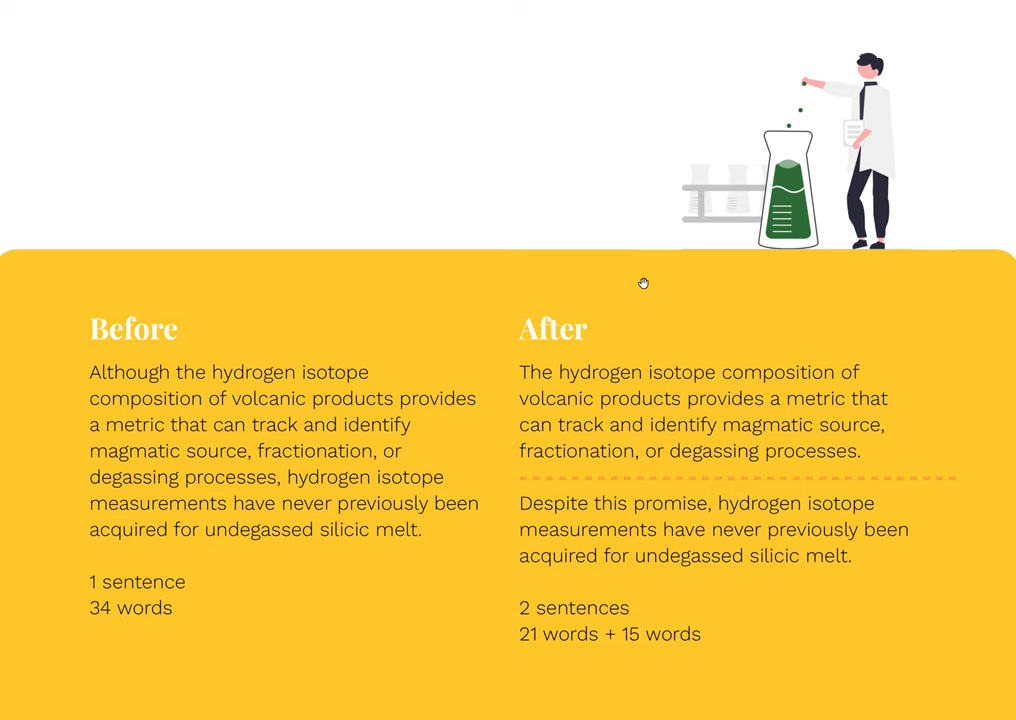 Before
Although the hydrogen isotope
composition of volcanic products provides
a metric that can track and identify
magmatic source, fractionation, or
degassing processes, hydrogen isotope
measurements have never previously been
acquired for undegassed silicic melt.
1 sentence
34 words
After
The hydrogen isotope composition of
volcanic products provides a metric that
can track and identify magmatic source,
fractionation, or degassing processes.
Despite this promise, hydrogen isotope
measurements have never previously been
acquired for undegassed silicic melt.
2 sentences
21 words + 15 words